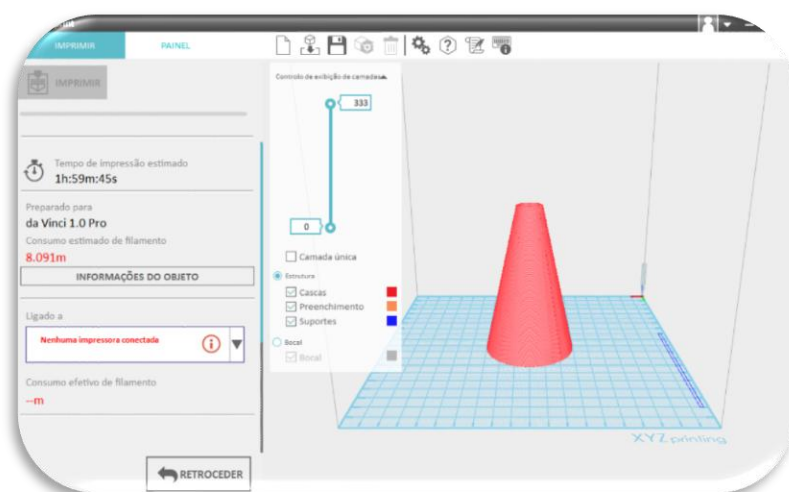 IMPRIMIR
PAINEL
IMPRIMIR
Tempo de impressão estimado
1h:59m:45s
Preparado para
da Vinci 1.0 Pro
Consumo estimado de filamento
8.091m
INFORMAÇÕES DO OBJETO
Ligado a
Nenhuma impressora conectada
Consumo efetivo de filamento
--m
RETROCEDER
Controlo de exibição de camadas
333
0
Camada única
Estrutura
Cascas
Preenchimento
Suportes
Bocal
Bocal
XYZprinting